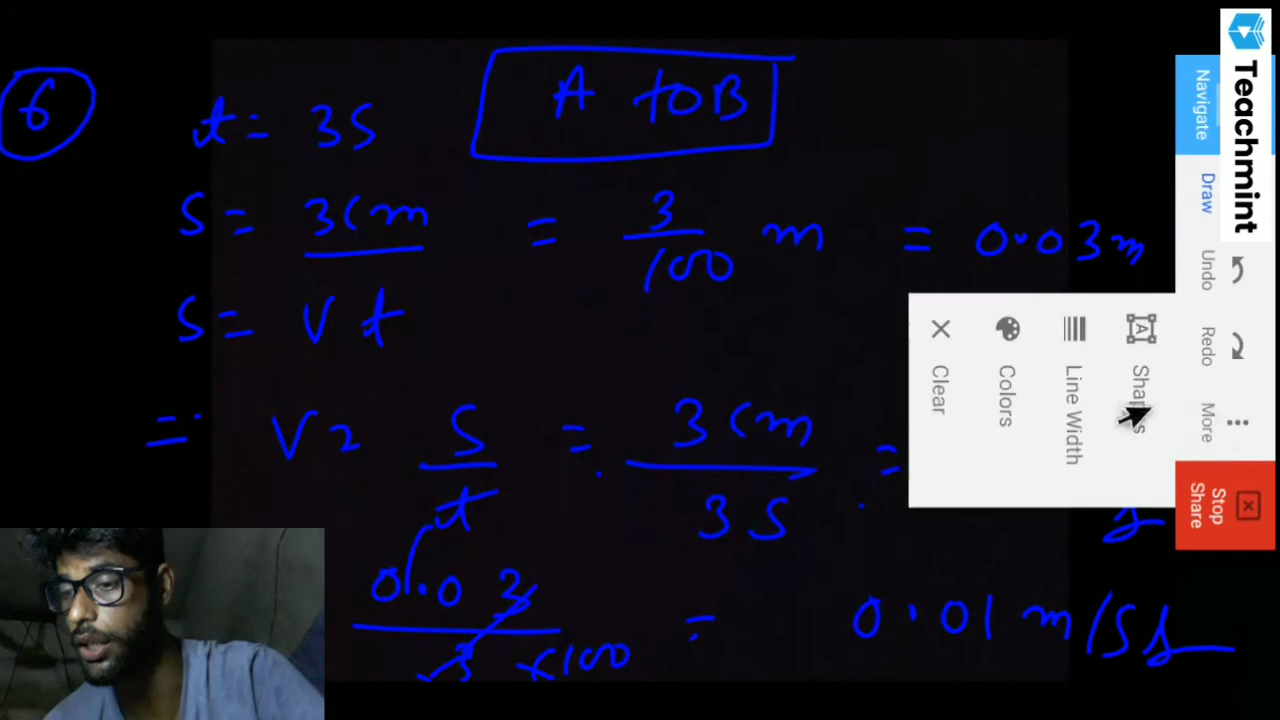 6
A to B
t = 3s
s = 3cm = 3/100 m = 0.03m
s = vt
= v = s/t = 3cm/3s =
0.03/3 × 100 = 0.01 m/s
Teachmint
Navigate
Draw
Undo
Redo
More
Stop Share
Shapes
Line Width
Colors
Clear